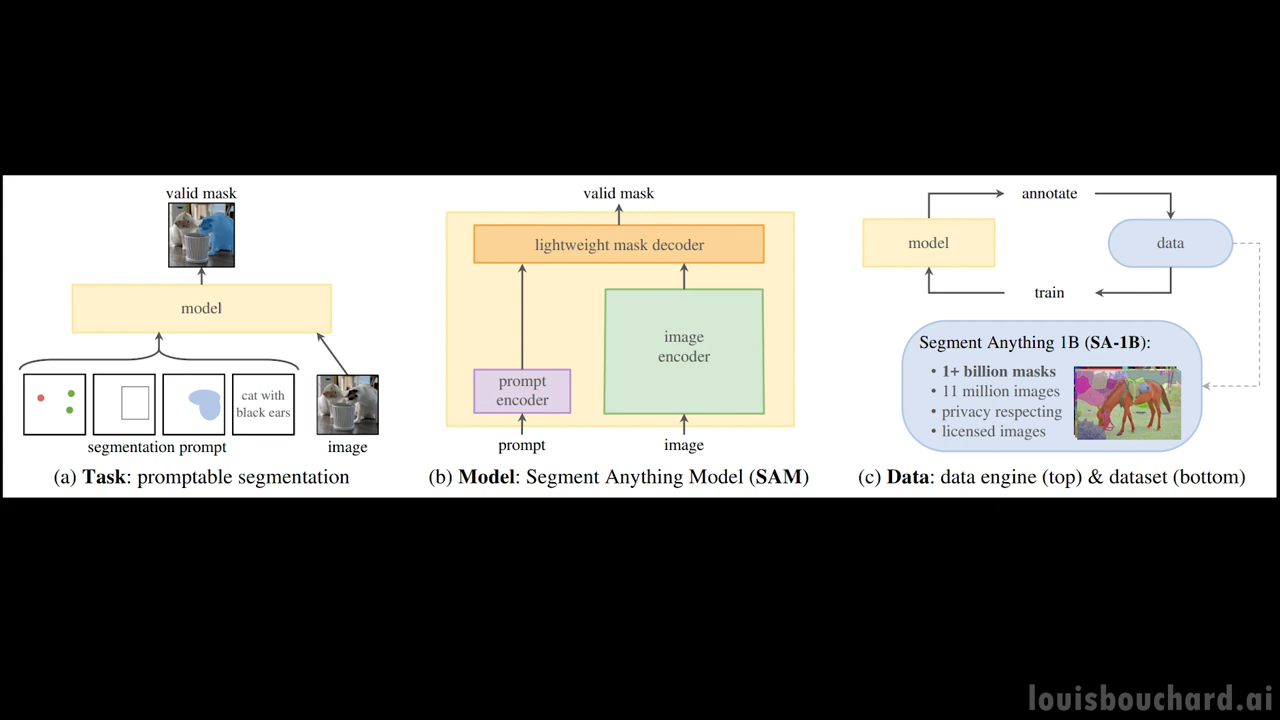 valid mask
model
cat with
black ears
segmentation prompt
image
(a) Task: promptable segmentation
valid mask
lightweight mask decoder
image
encoder
prompt
encoder
prompt
image
(b) Model: Segment Anything Model (SAM)
annotate
model
data
train
Segment Anything 1B (SA-1B):
• 1+ billion masks
• 11 million images
• privacy respecting
• licensed images
(c) Data: data engine (top) & dataset (bottom)
louisbouchard.ai